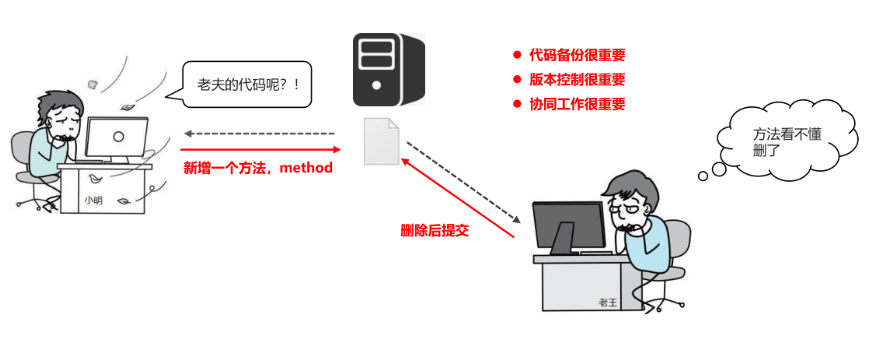 老夫的代码呢？！
小明
新增一个方法，method
代码备份很重要
版本控制很重要
协同工作很重要
删除后提交
方法看不懂
删了
老王